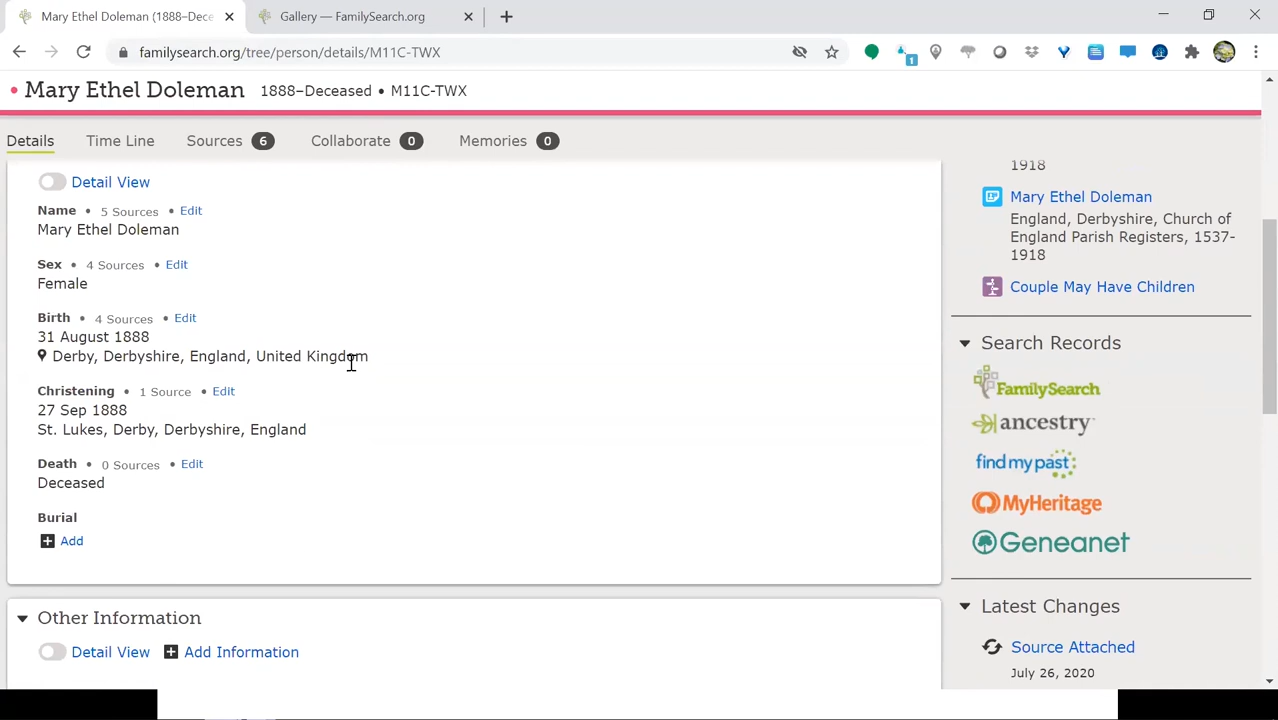 Mary Ethel Doleman (1888–Dece
Gallery — FamilySearch.org
familysearch.org/tree/person/details/M11C-TWX
1
Mary Ethel Doleman 1888–Deceased • M11C-TWX
Details Time Line Sources 6 Collaborate 0 Memories 0
Detail View
Name • 5 Sources • Edit
Mary Ethel Doleman
Sex • 4 Sources • Edit
Female
Birth • 4 Sources • Edit
31 August 1888
Derby, Derbyshire, England, United Kingdom
Christening • 1 Source • Edit
27 Sep 1888
St. Lukes, Derby, Derbyshire, England
Death • 0 Sources • Edit
Deceased
Burial
Add
Other Information
Detail View Add Information
1918
Mary Ethel Doleman
England, Derbyshire, Church of
England Parish Registers, 1537-
1918
Couple May Have Children
Search Records
FamilySearch
ancestry
findmypast
MyHeritage
Geneanet
Latest Changes
Source Attached
July 26, 2020